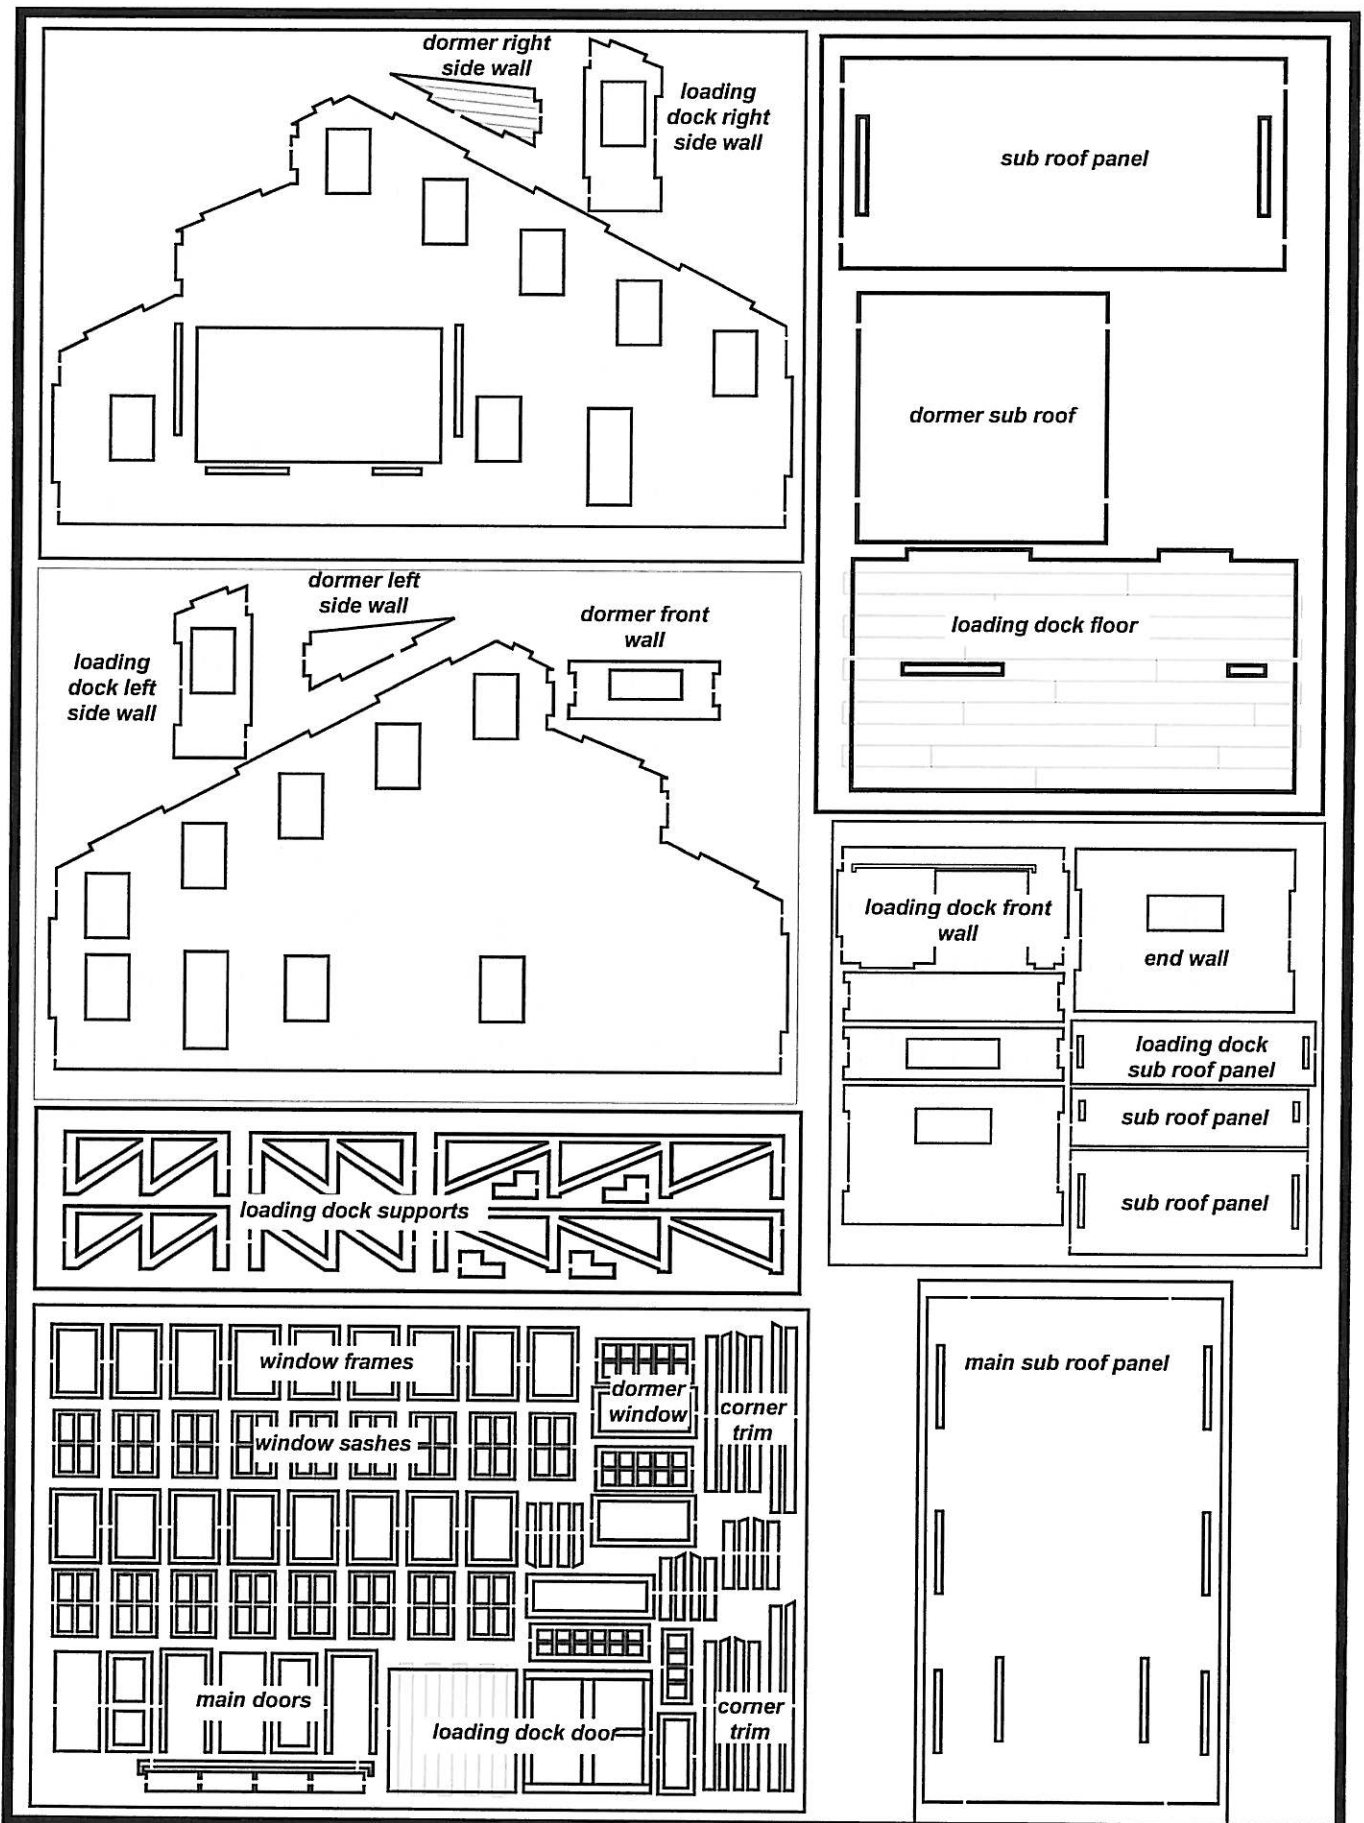 dormer right
side wall
loading
dock right
side wall
sub roof panel
dormer sub roof
loading dock floor
dormer left
side wall
dormer front
wall
loading
dock left
side wall
loading dock front
wall
end wall
loading dock
sub roof panel
sub roof panel
sub roof panel
loading dock supports
window frames
dormer
window
corner
trim
window sashes
main sub roof panel
main doors
loading dock door
corner
trim